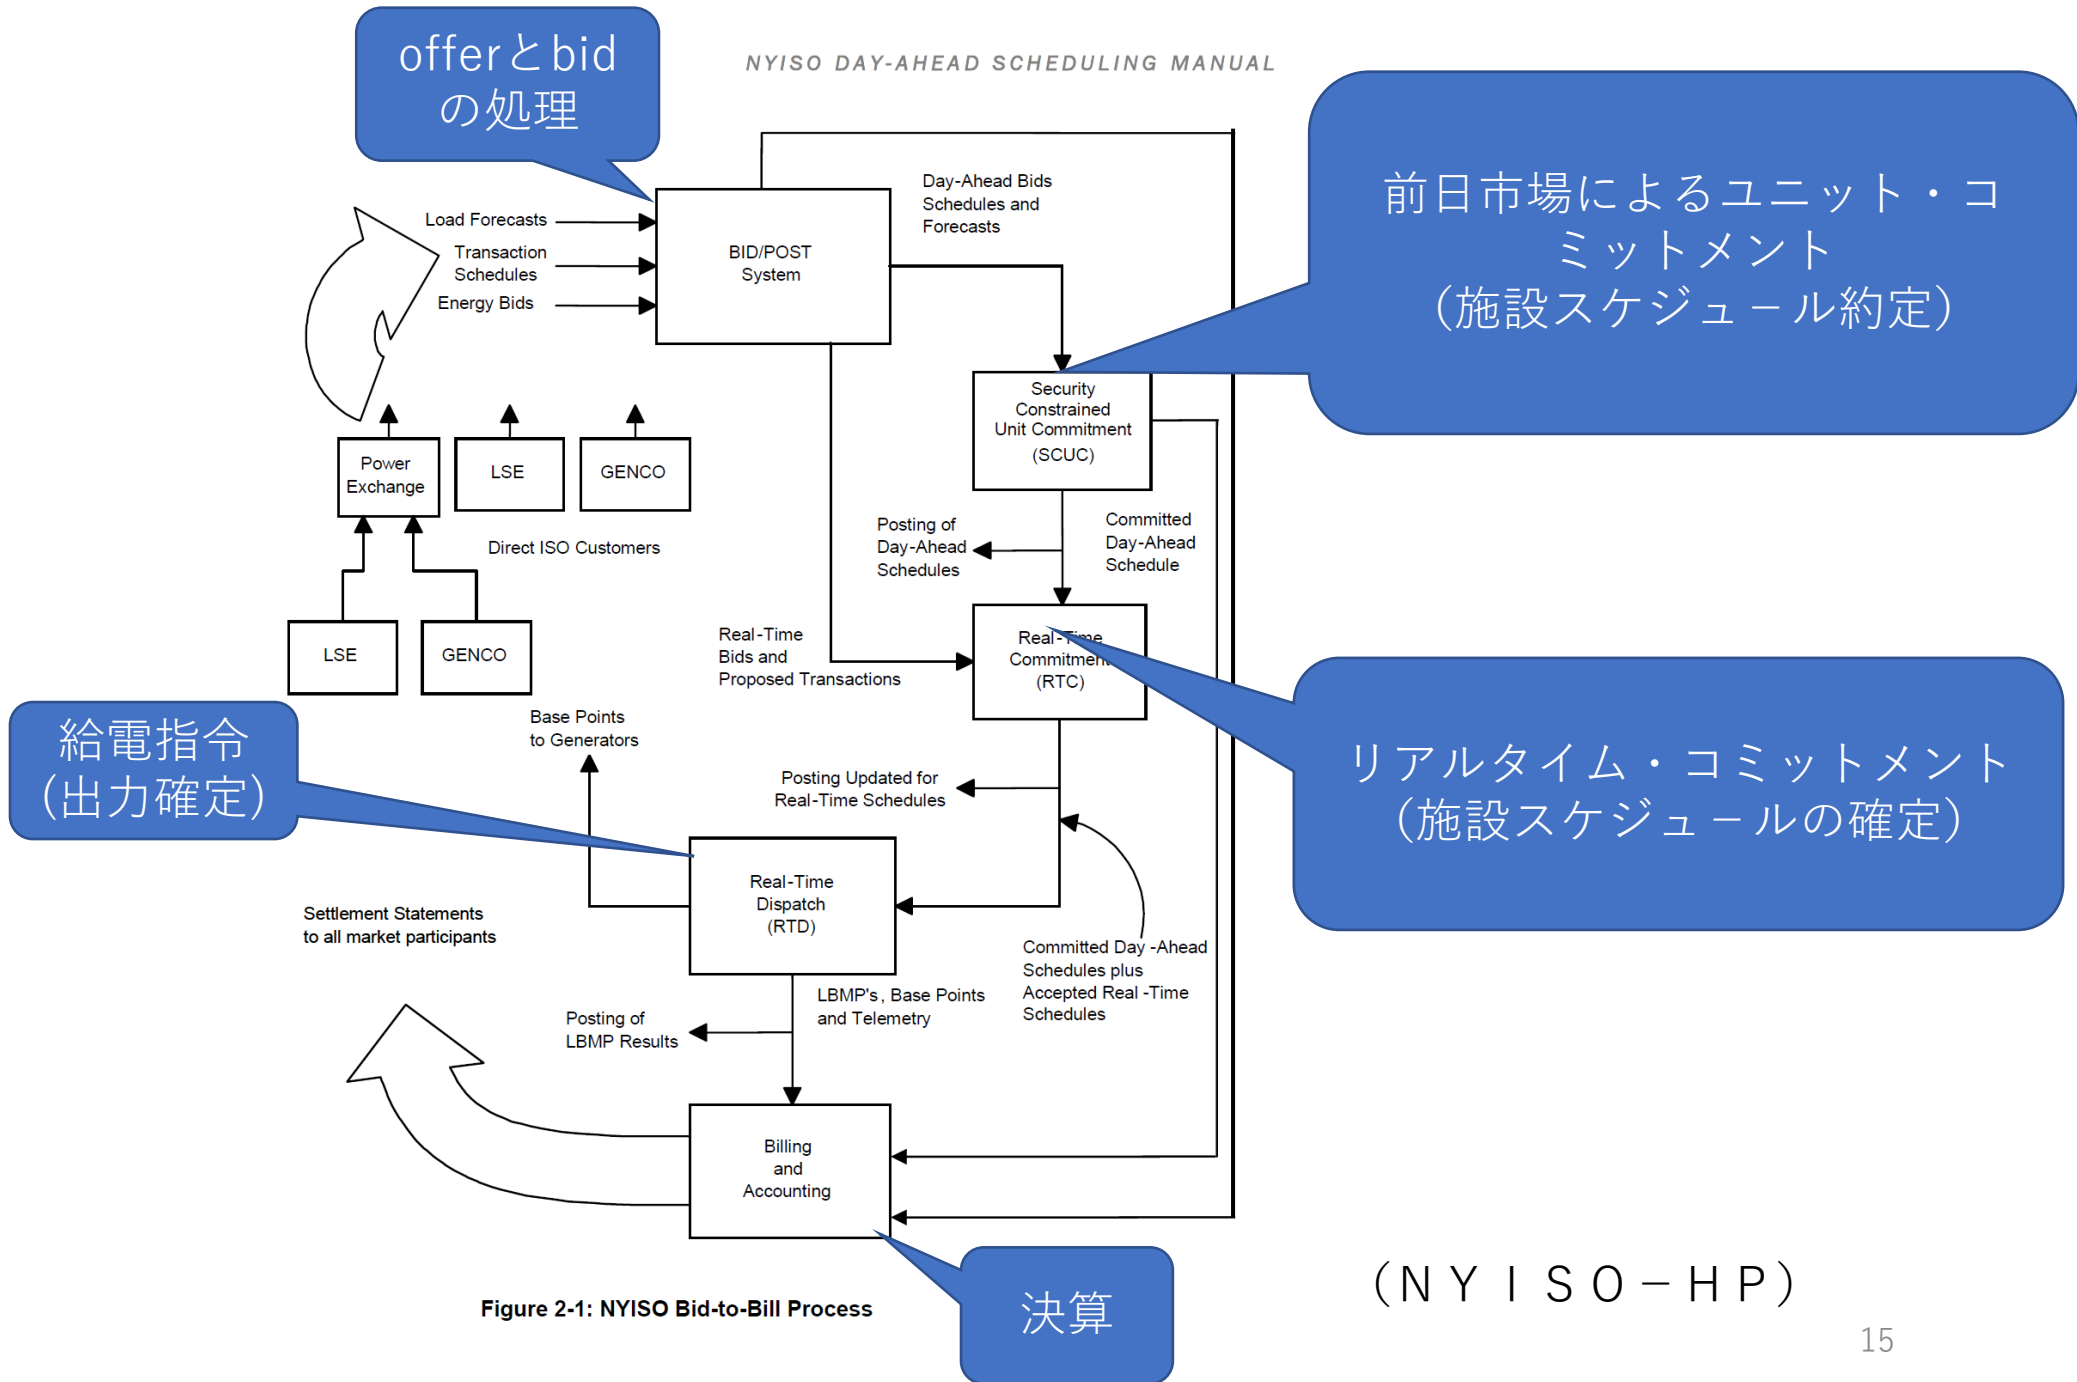 offerとbid
の処理
NYISO DAY-AHEAD SCHEDULING MANUAL
前日市場によるユニット・コ
ミットメント
（施設スケジュール約定）
Load Forecasts
Transaction
Schedules
Energy Bids
BID/POST
System
Day-Ahead Bids
Schedules and
Forecasts
Security
Constrained
Unit Commitment
(SCUC)
Power
Exchange
LSE
GENCO
Direct ISO Customers
LSE
GENCO
Posting of
Day-Ahead
Schedules
Committed
Day-Ahead
Schedule
Real-Time
Bids and
Proposed Transactions
Real-Time
Commitment
(RTC)
リアルタイム・コミットメント
（施設スケジュールの確定）
給電指令
（出力確定）
Base Points
to Generators
Posting Updated for
Real-Time Schedules
Real-Time
Dispatch
(RTD)
Settlement Statements
to all market participants
Committed Day-Ahead
Schedules plus
Accepted Real-Time
Schedules
LBMP's, Base Points
and Telemetry
Posting of
LBMP Results
Billing
and
Accounting
決算
Figure 2-1: NYISO Bid-to-Bill Process
（ＮＹＩＳＯ－ＨＰ）
15